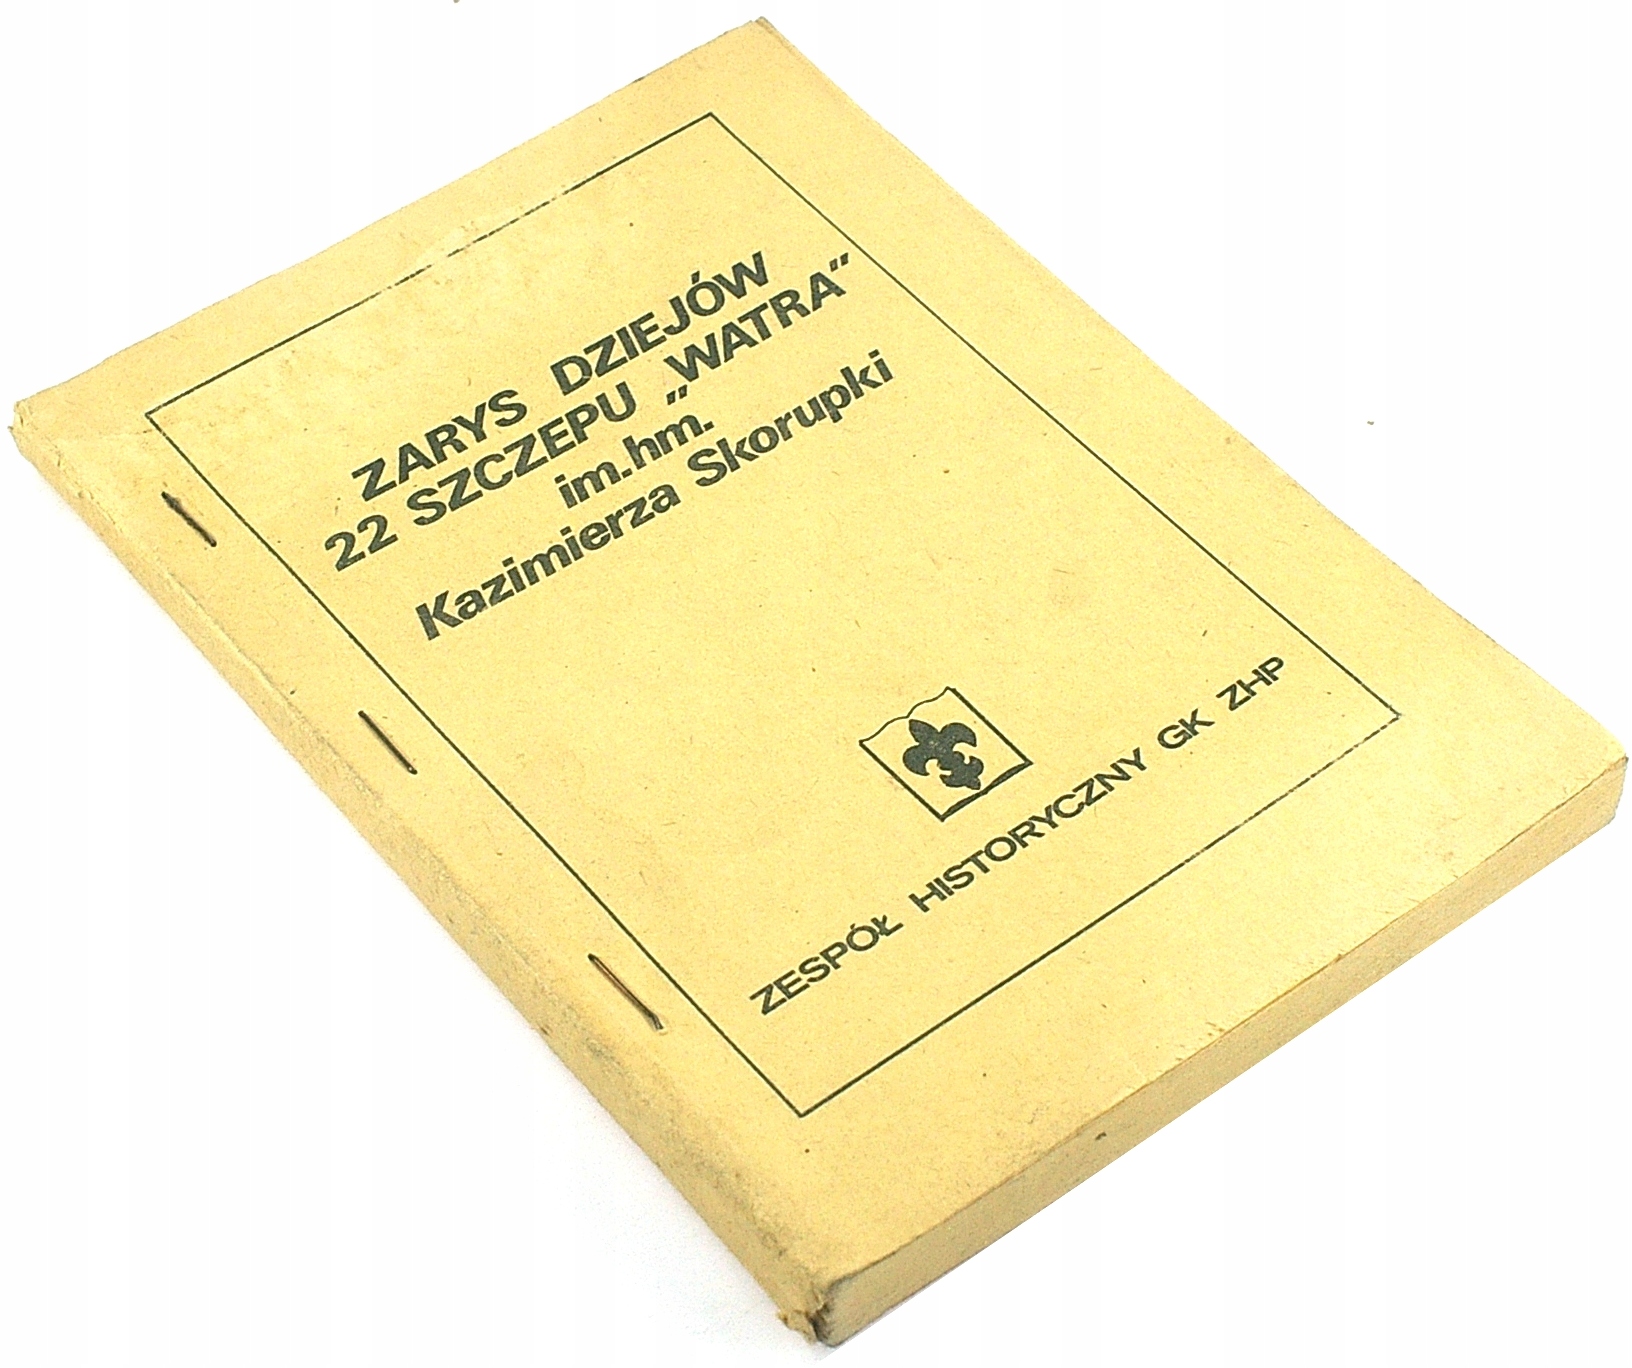 ZARYS DZIEJÓW
22 SZCZEPU „WATRA"
im.hm.
Kazimierza Skorupki
ZESPÓŁ HISTORYCZNY GK ZHP